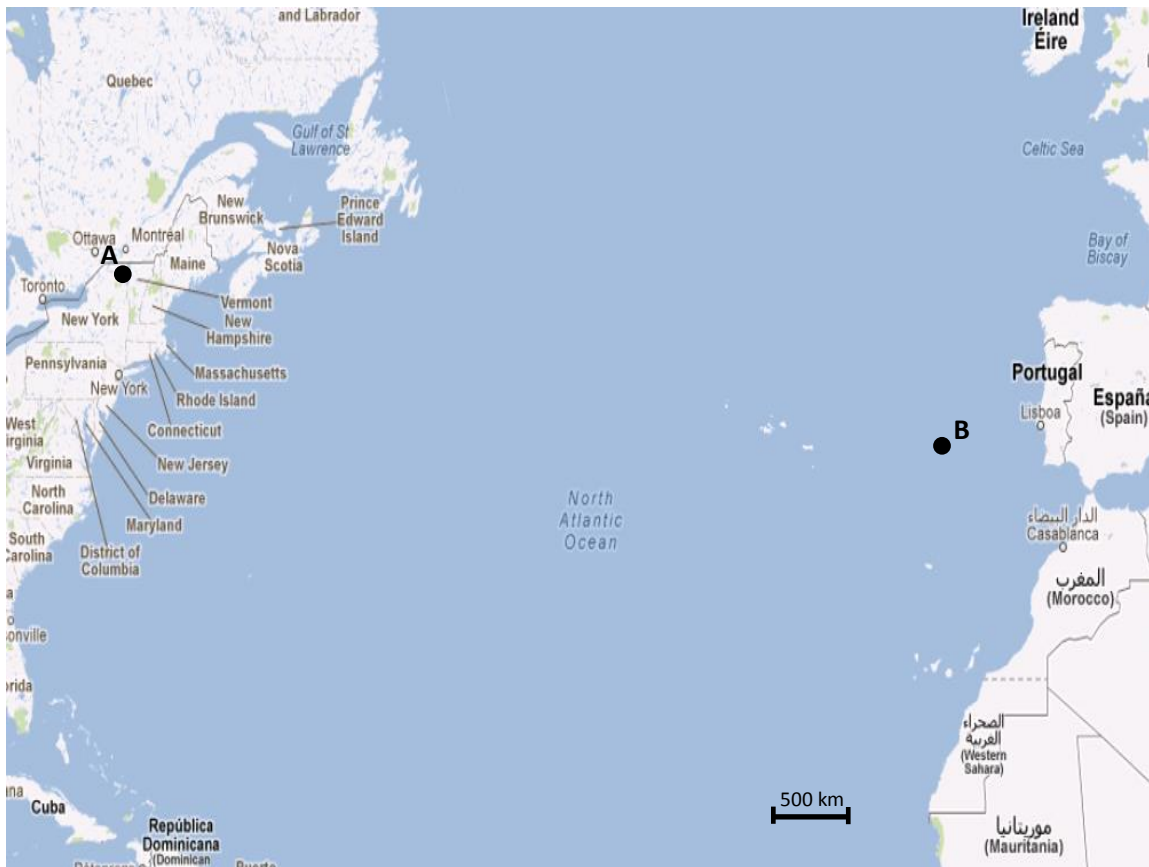 and Labrador
Ireland
Éire
Quebec
Gulf of St
Lawrence
Celtic Sea
New
Brunswick
Prince
Edward
Island
Ottawa
Montréal
A
Maine
Nova
Scotia
Bay of
Biscay
Toronto
Vermont
New York
New
Hampshire
Pennsylvania
Massachusetts
Portugal
New York
Rhode Island
España
(Spain)
Lisboa
West
Connecticut
B
Virginia
New Jersey
North
Carolina
Delaware
Maryland
North
Atlantic
Ocean
South
Carolina
District of
Columbia
الدار البيضاء
Casablanca
المغرب
(Morocco)
الصحراء
الغربية
(Western
Sahara)
500 km
Cuba
República
Dominicana
(Dominican
موريتانيا
(Mauritania)